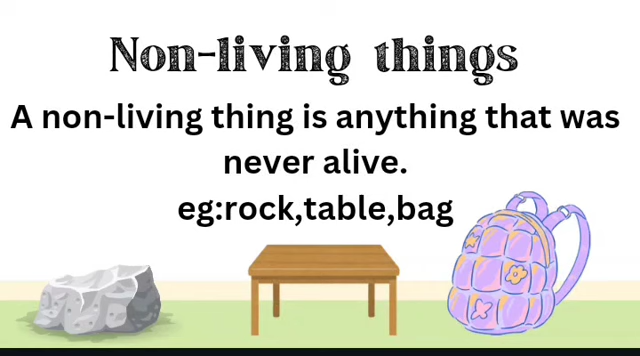 Non-living things
A non-living thing is anything that was
never alive.
eg:rock,table,bag